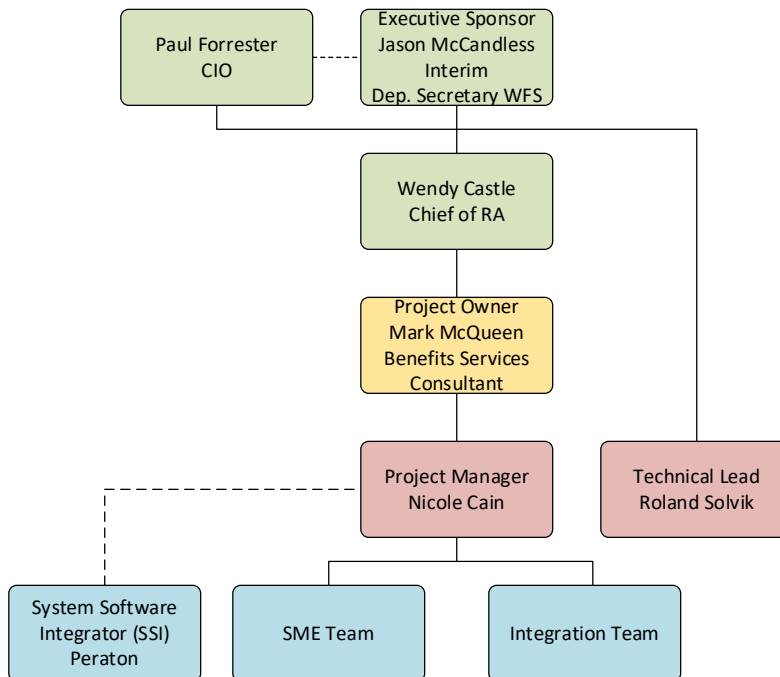 Paul Forrester
CIO
Executive Sponsor
Jason McCandless
Interim
Dep. Secretary WFS
Wendy Castle
Chief of RA
Project Owner
Mark McQueen
Benefits Services
Consultant
Project Manager
Nicole Cain
Technical Lead
Roland Solvik
System Software
Integrator (SSI)
Peraton
SME Team
Integration Team